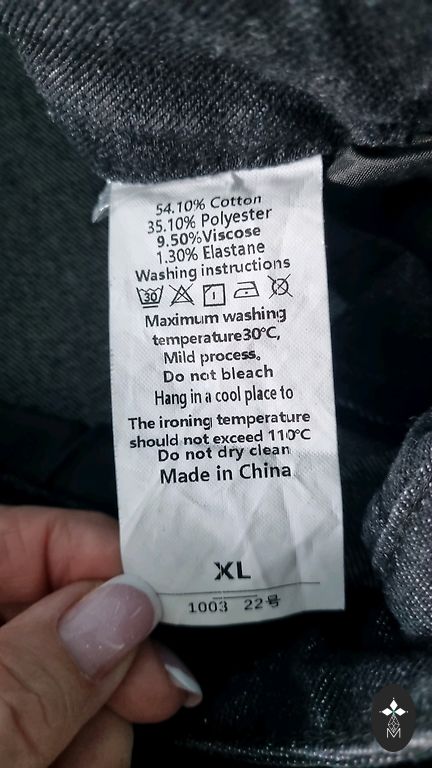 54.10% Cotton
35.10% Polyester
9.50%Viscose
1.30% Elastane
Washing instructions
30
Maximum washing
temperature30℃,
Mild process。
Do not bleach
Hang in a cool place to
The ironing temperature
should not exceed 110℃
Do not dry clean
Made in China
XL
1003 22号
M